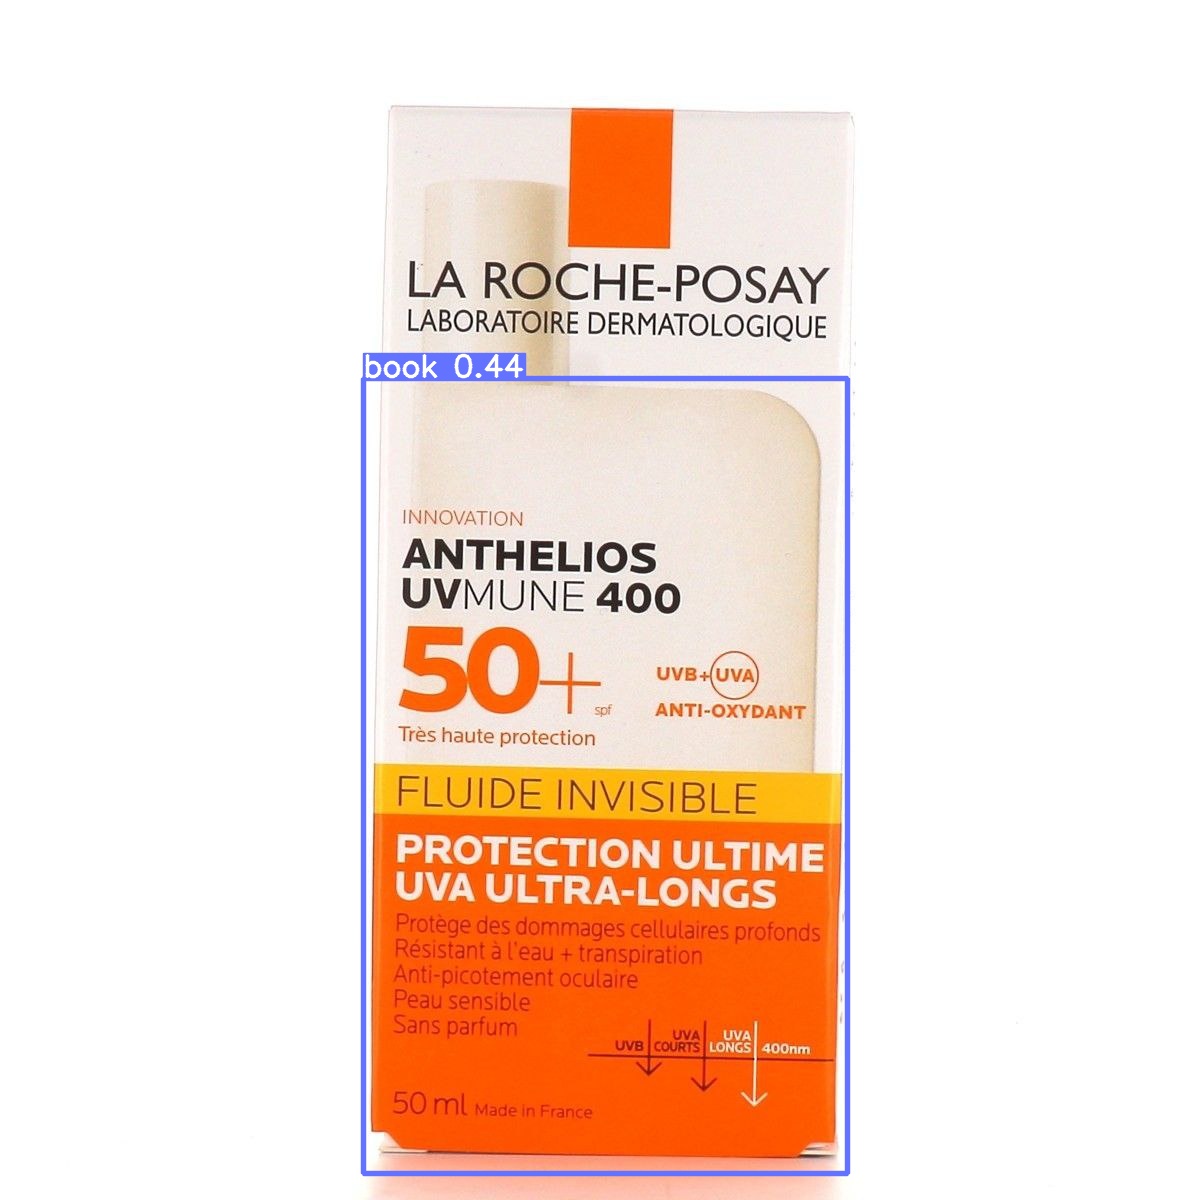 LA ROCHE-POSAY
LABORATOIRE DERMATOLOGIQUE
book 0.44
INNOVATION
ANTHELIOS
UVMUNE 400
50+ spf
UVB+UVA
ANTI-OXYDANT
Très haute protection
FLUIDE INVISIBLE
PROTECTION ULTIME
UVA ULTRA-LONGS
Protège des dommages cellulaires profonds
Résistant à l'eau + transpiration
Anti-picotement oculaire
Peau sensible
Sans parfum
UVB UVA COURTS UVA LONGS 400nm
50 ml Made in France